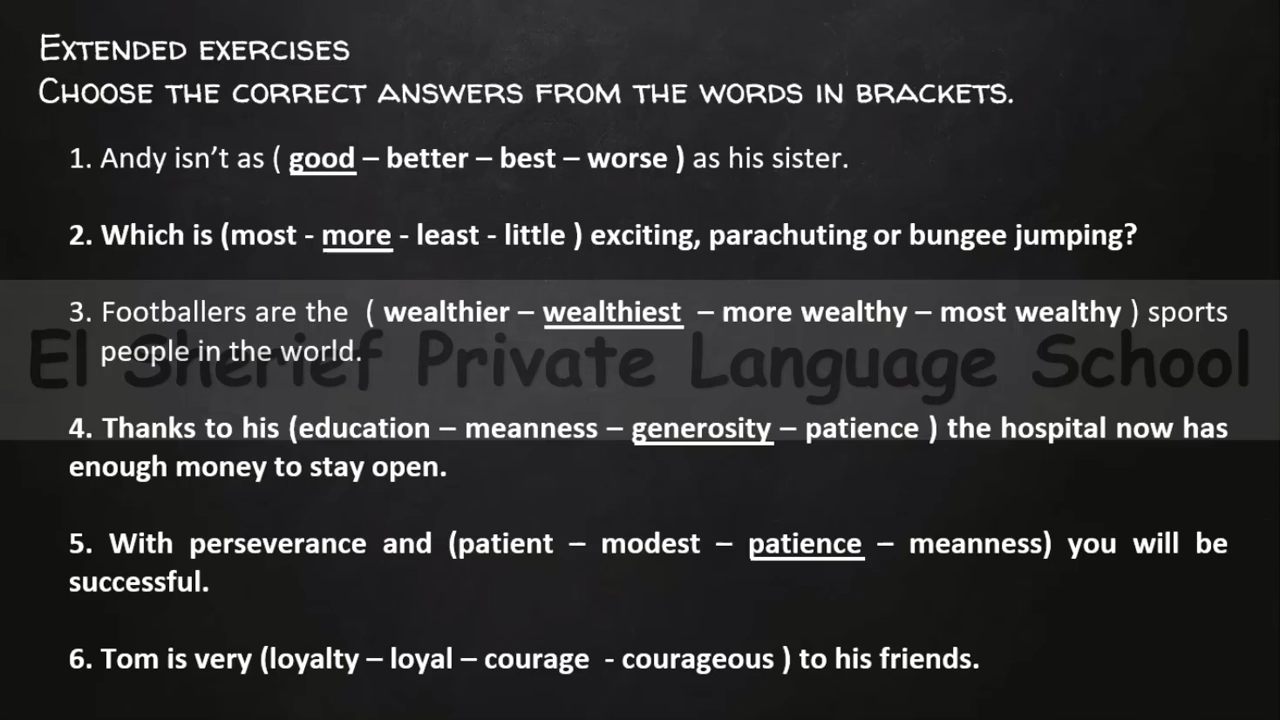 Extended exercises
Choose the correct answers from the words in brackets.
1. Andy isn’t as ( good – better – best – worse ) as his sister.
2. Which is (most - more - least - little ) exciting, parachuting or bungee jumping?
3. Footballers are the ( wealthier – wealthiest – more wealthy – most wealthy ) sports
people in the world.
El Sherief Private Language School
4. Thanks to his (education – meanness – generosity – patience ) the hospital now has
enough money to stay open.
5. With perseverance and (patient – modest – patience – meanness) you will be
successful.
6. Tom is very (loyalty – loyal – courage - courageous ) to his friends.